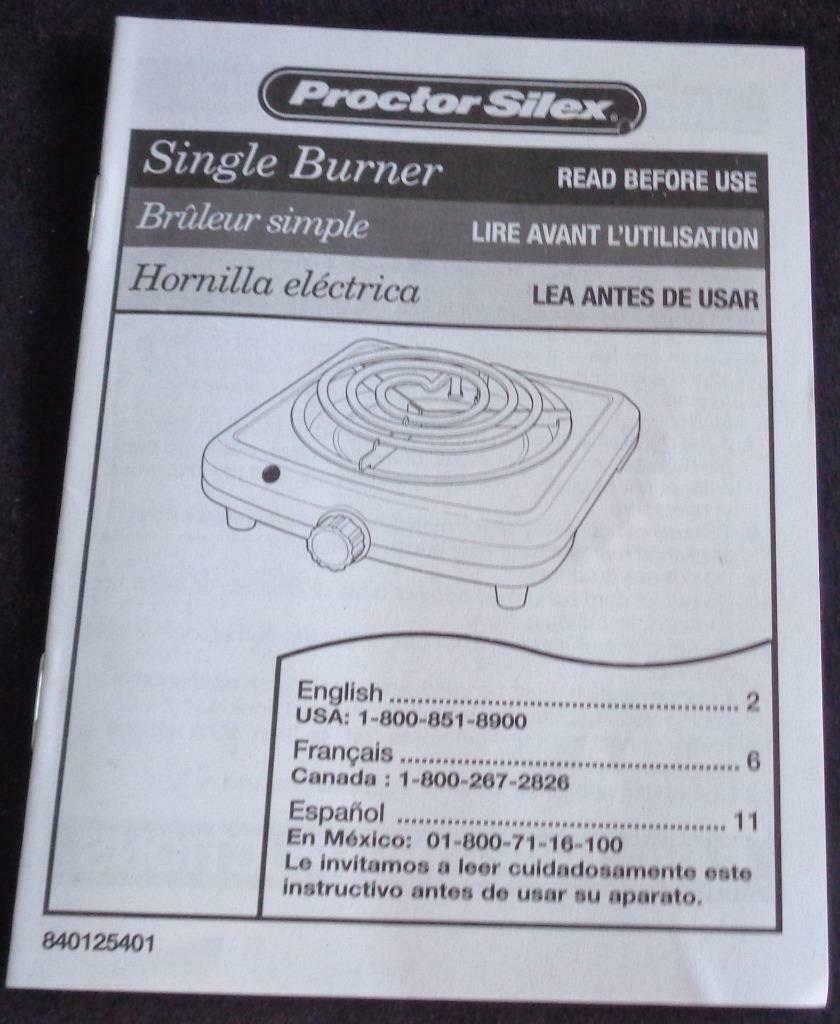 Proctor Silex®
Single Burner READ BEFORE USE
Brûleur simple LIRE AVANT L'UTILISATION
Hornilla eléctrica LEA ANTES DE USAR
English .......................................................... 2
USA: 1-800-851-8900
Français ........................................................ 6
Canada : 1-800-267-2826
Español ...................................................... 11
En México: 01-800-71-16-100
Le invitamos a leer cuidadosamente este
instructivo antes de usar su aparato.
840125401